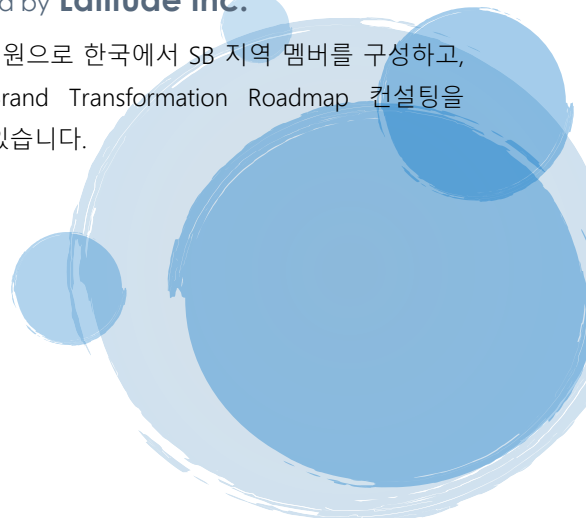 d by Latitude Inc.
원으로 한국에서 SB 지역 멤버를 구성하고,
rand Transformation Roadmap 컨설팅을
있습니다.